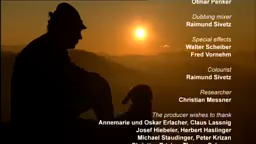 Otmar Penker
Dubbing mixer
Raimund Sivetz
Special effects
Walter Scheiber
Fred Vornehm
Colourist
Raimund Sivetz
Researcher
Christian Messner
The producer wishes to thank
Annemarie und Oskar Erlacher, Claus Lassnig
Josef Hiebeler, Herbert Haslinger
Michael Staudinger, Peter Krizan